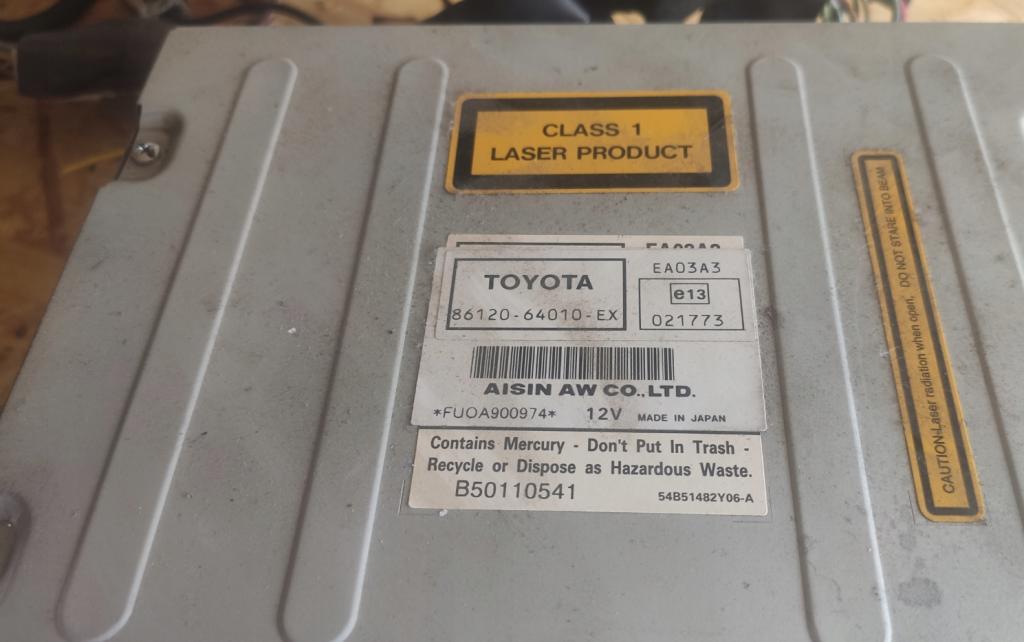 CLASS 1
LASER PRODUCT
EA03A2
TOYOTA
86120-64010-EX
EA03A3
e13
021773
AISIN AW CO.,LTD.
*FU0A900974* 12V MADE IN JAPAN
Contains Mercury - Don't Put In Trash -
Recycle or Dispose as Hazardous Waste.
B50110541
54B51482Y06-A
CAUTION-Laser radiation when open, DO NOT STARE INTO BEAM